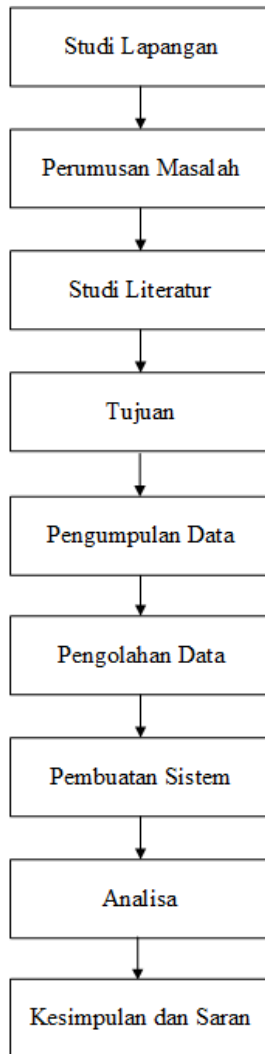 Studi Lapangan
Perumusan Masalah
Studi Literatur
Tujuan
Pengumpulan Data
Pengolahan Data
Pembuatan Sistem
Analisa
Kesimpulan dan Saran